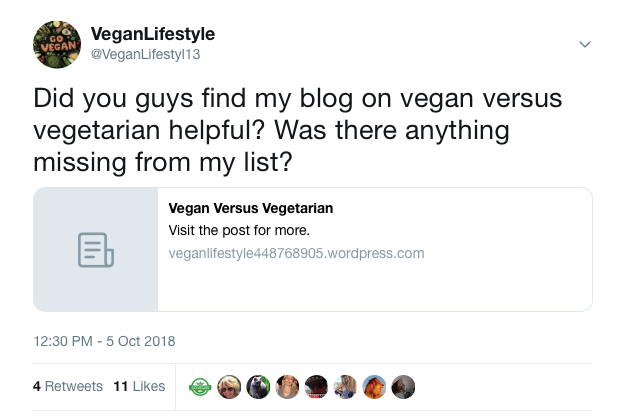 GO
VEGAN
VeganLifestyle
@VeganLifestyl13
Did you guys find my blog on vegan versus
vegetarian helpful? Was there anything
missing from my list?
Vegan Versus Vegetarian
Visit the post for more.
veganlifestyle448768905.wordpress.com
12:30 PM - 5 Oct 2018
4 Retweets 11 Likes